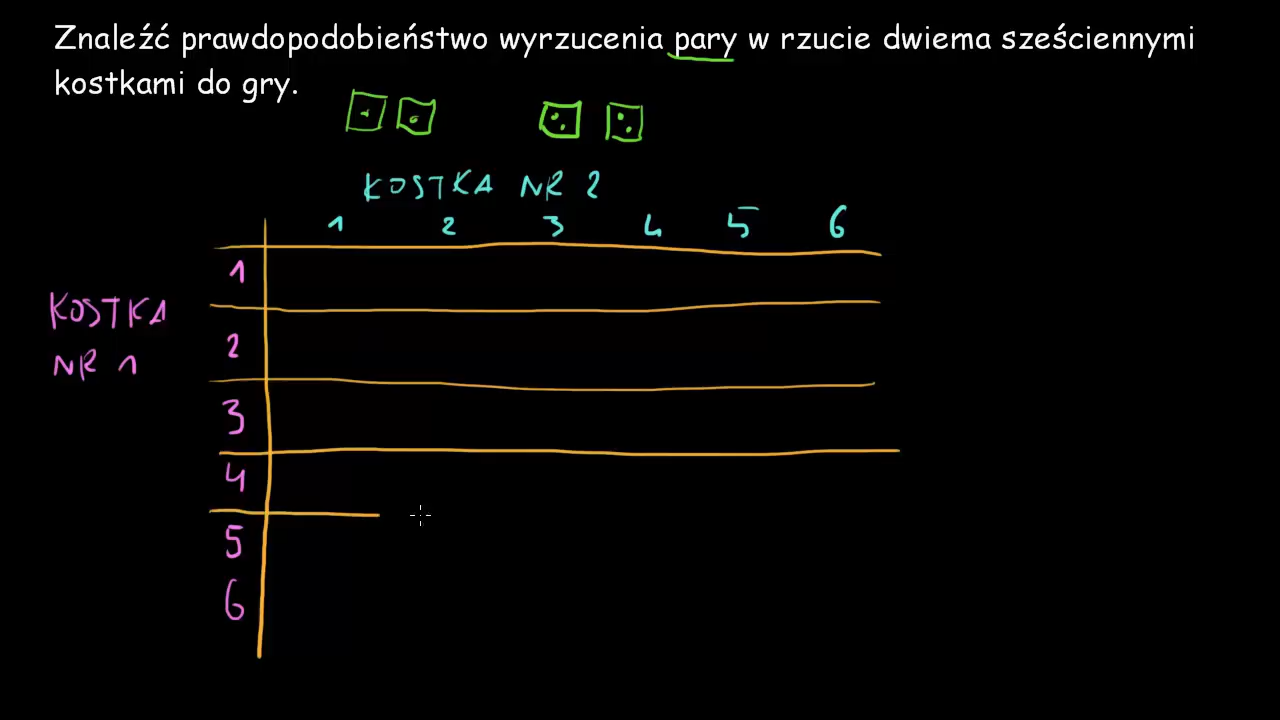 Znaleźć prawdopodobieństwo wyrzucenia pary w rzucie dwiema sześciennymi
kostkami do gry.
KOSTKA NR 2
1 2 3 4 5 6
1
KOSTKA
2
NR 1
3
4
5
6